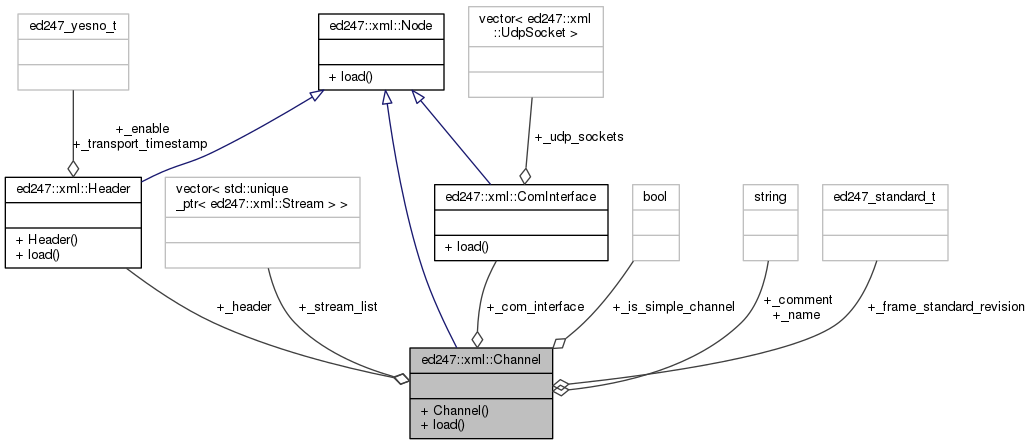 ed247_yesno_t
ed247::xml::Node
+ load()
vector< ed247::xml
::UdpSocket >
+_enable
+_transport_timestamp
+_udp_sockets
ed247::xml::Header
+ Header()
+ load()
vector< std::unique
_ptr< ed247::xml::Stream > >
ed247::xml::ComInterface
+ load()
bool
string
ed247_standard_t
+_header
+_stream_list
+_com_interface
+_is_simple_channel
+_comment
+_name
+_frame_standard_revision
ed247::xml::Channel
+ Channel()
+ load()